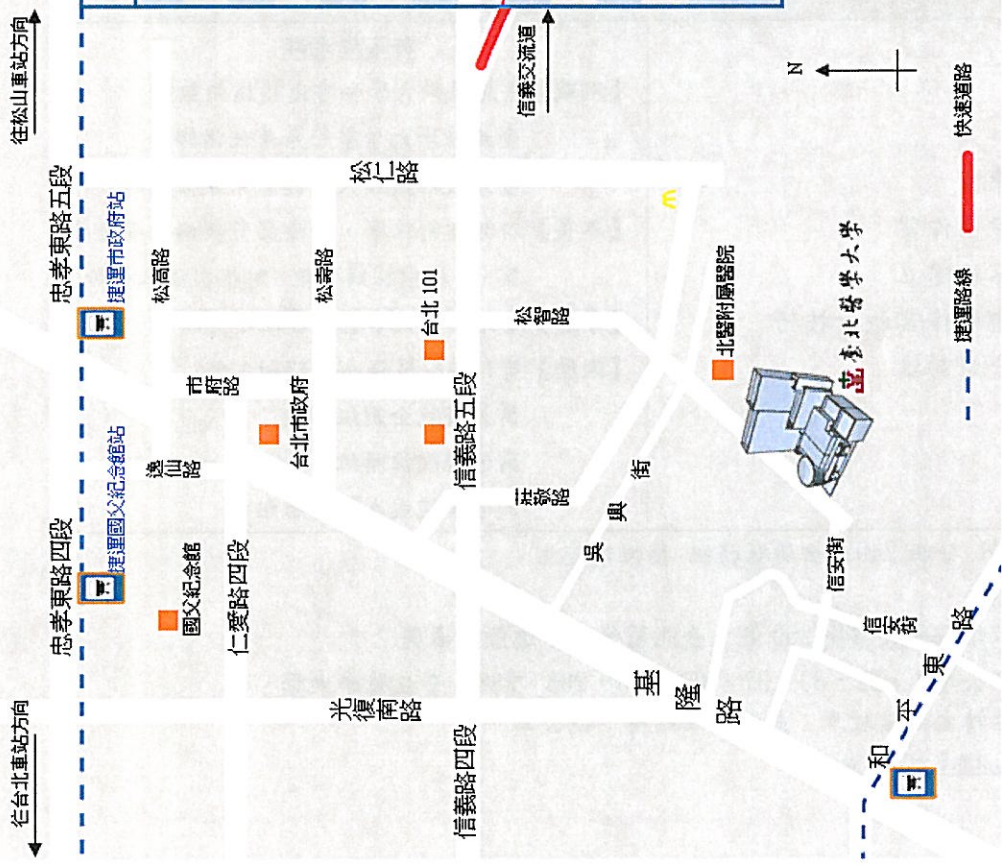 往台北車站方向
往松山車站方向
忠孝東路四段
忠孝東路五段
捷運國父紀念館站
捷運市政府站
國父紀念館
逸仙路
市府路
松高路
仁愛路四段
台北市政府
松壽路
光復南路
松仁路
台北 101
信義路四段
信義路五段
莊敬路
松智路
信義交流道
吳興街
基隆路
北醫附屬醫院
臺北醫學大學
N
信安街
信安街
和平東路
捷運路線
快速道路